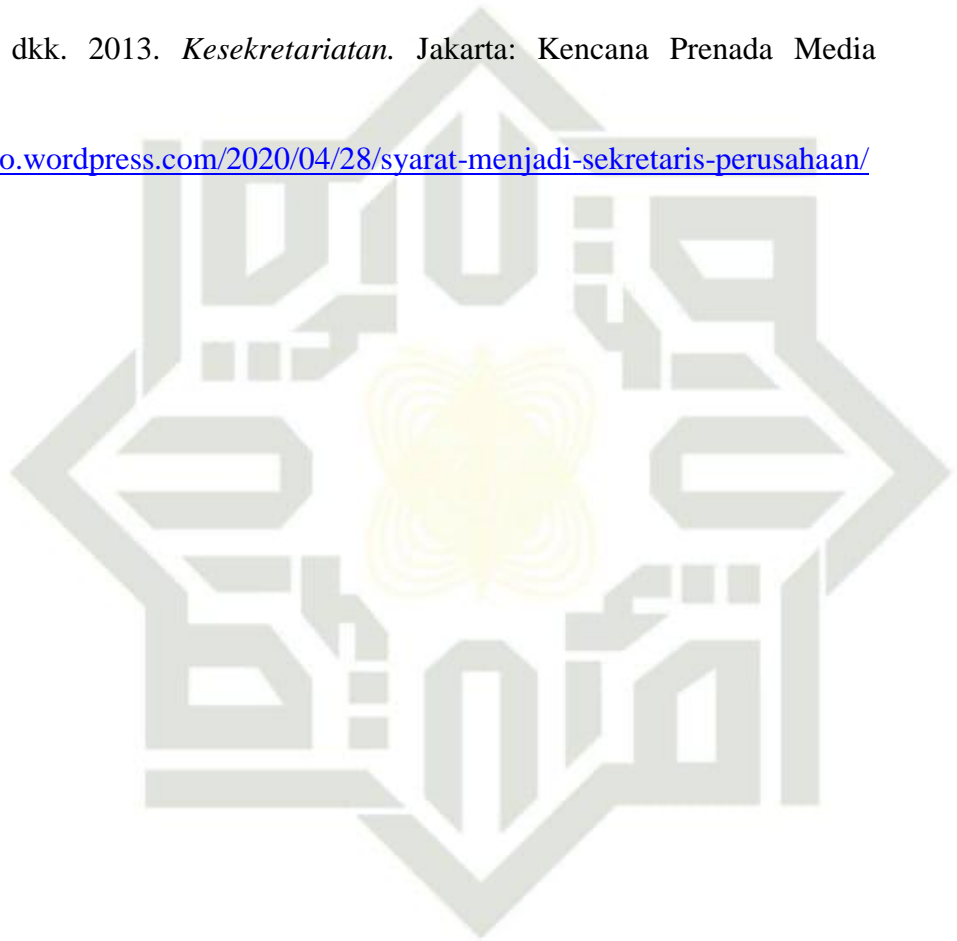 dkk. 2013. Kesekretariatan. Jakarta: Kencana Prenada Media
o.wordpress.com/2020/04/28/syarat-menjadi-sekretaris-perusahaan/